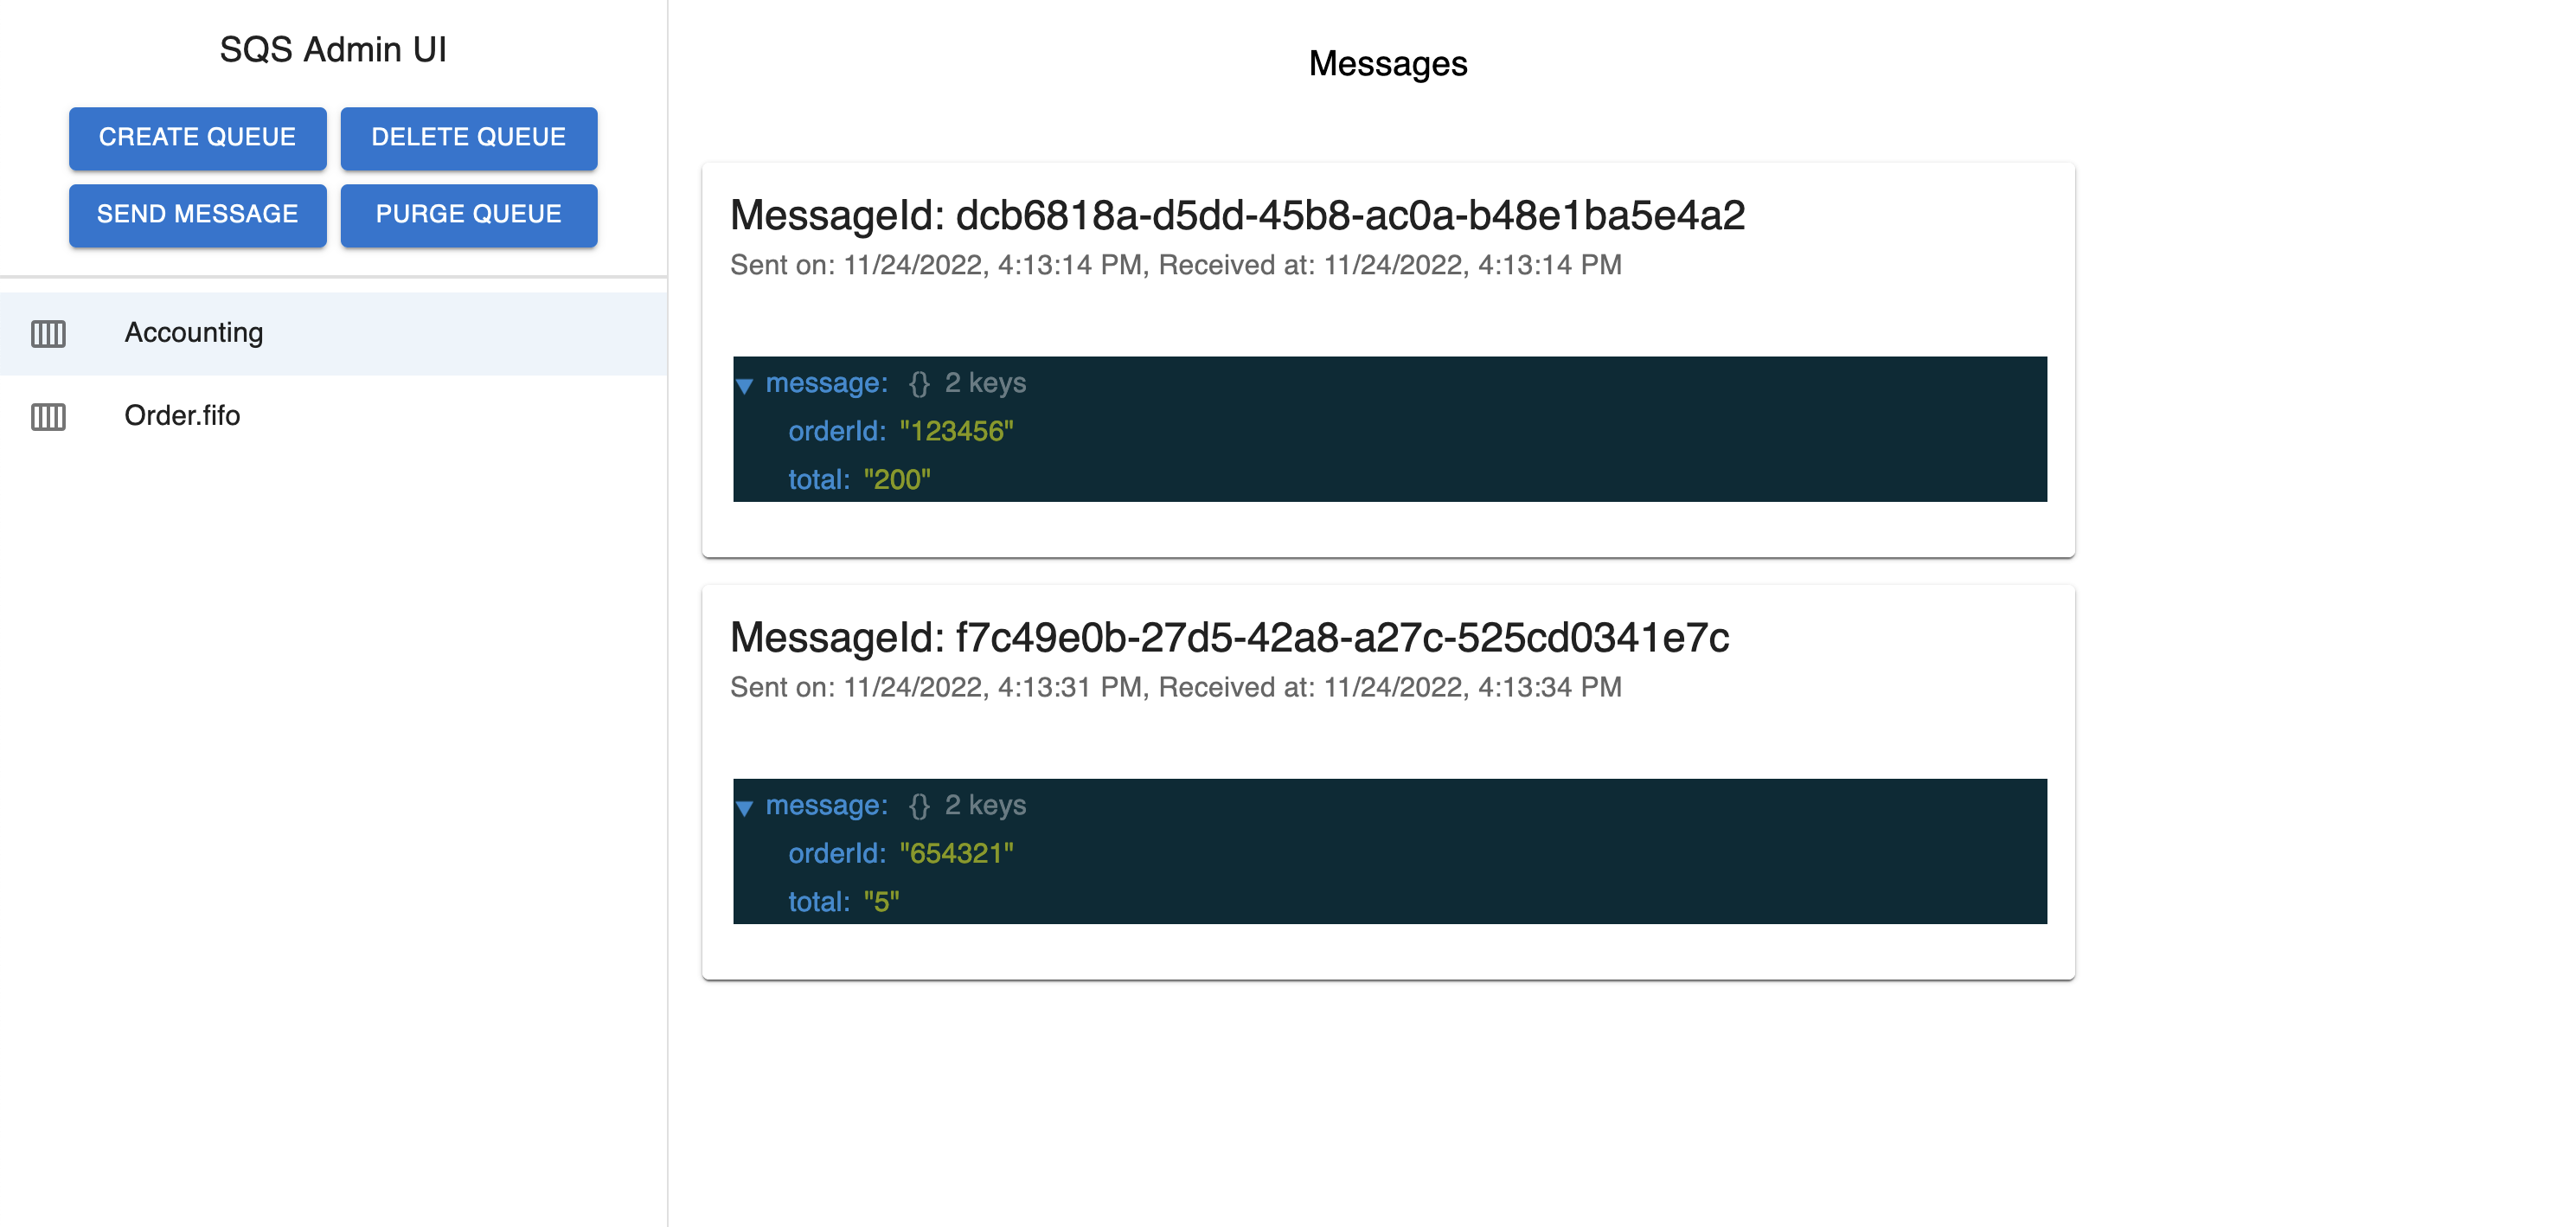 SQS Admin UI
CREATE QUEUE
DELETE QUEUE
SEND MESSAGE
PURGE QUEUE
Accounting
Order.fifo
Messages
MessageId: dcb6818a-d5dd-45b8-ac0a-b48e1ba5e4a2
Sent on: 11/24/2022, 4:13:14 PM, Received at: 11/24/2022, 4:13:14 PM
message: {} 2 keys
orderId: "123456"
total: "200"
MessageId: f7c49e0b-27d5-42a8-a27c-525cd0341e7c
Sent on: 11/24/2022, 4:13:31 PM, Received at: 11/24/2022, 4:13:34 PM
message: {} 2 keys
orderId: "654321"
total: "5"